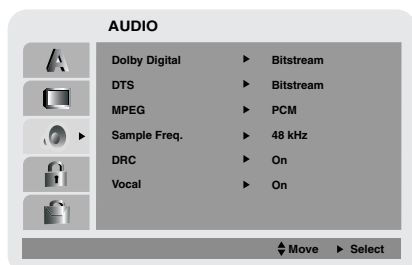 AUDIO
A
Dolby Digital ► Bitstream
DTS ► Bitstream
MPEG ► PCM
Sample Freq. ► 48 kHz
DRC ► On
Vocal ► On
Move ► Select